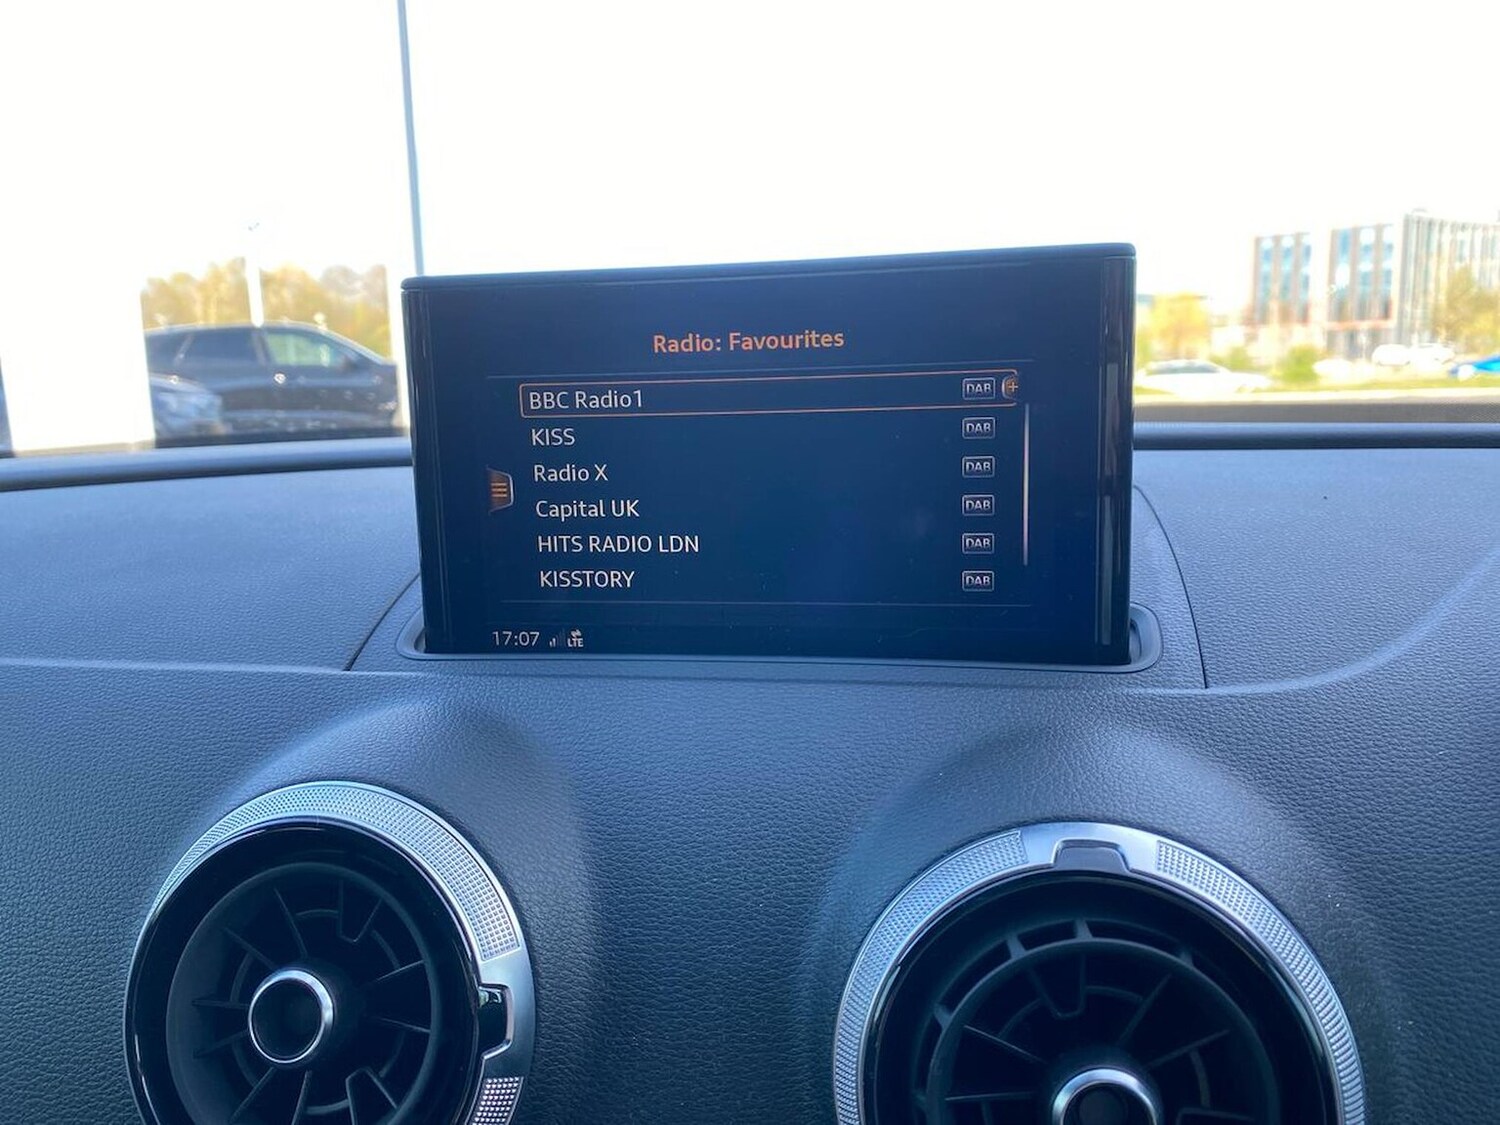 Radio: Favourites
BBC Radio1 DAB
KISS DAB
Radio X DAB
Capital UK DAB
HITS RADIO LDN DAB
KISSTORY DAB
17:07 LTE